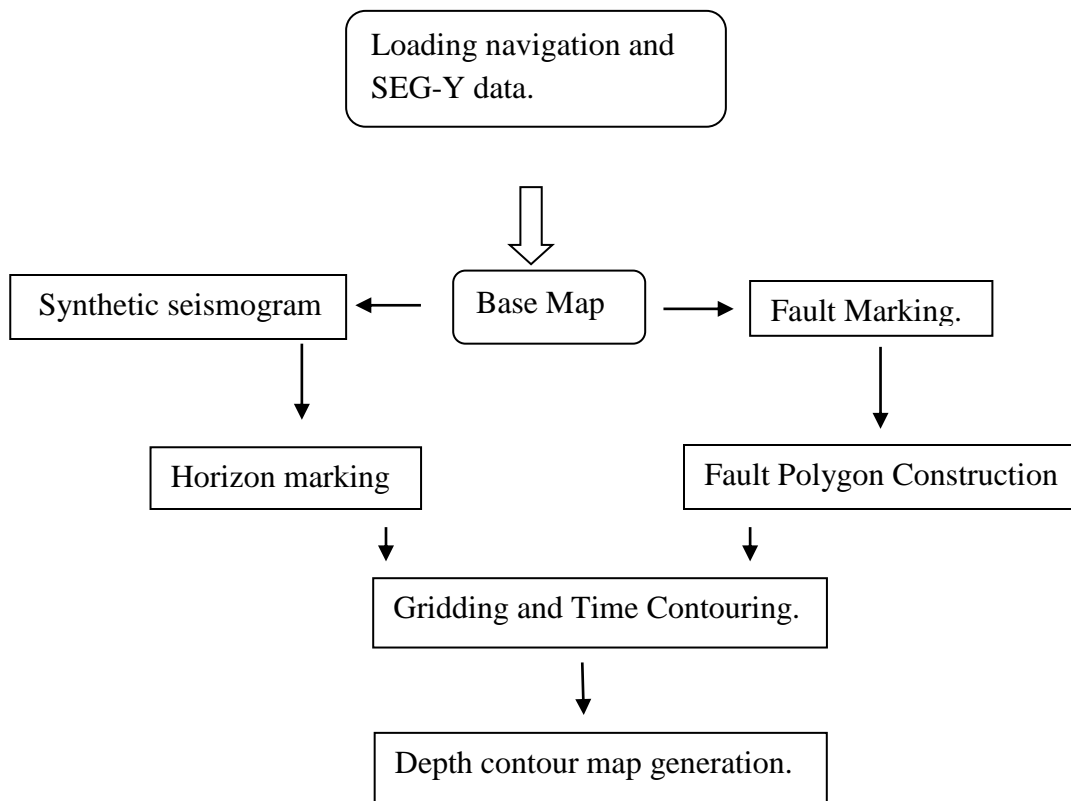 Loading navigation and
SEG-Y data.
Synthetic seismogram
Base Map
Fault Marking.
Horizon marking
Fault Polygon Construction
Gridding and Time Contouring.
Depth contour map generation.